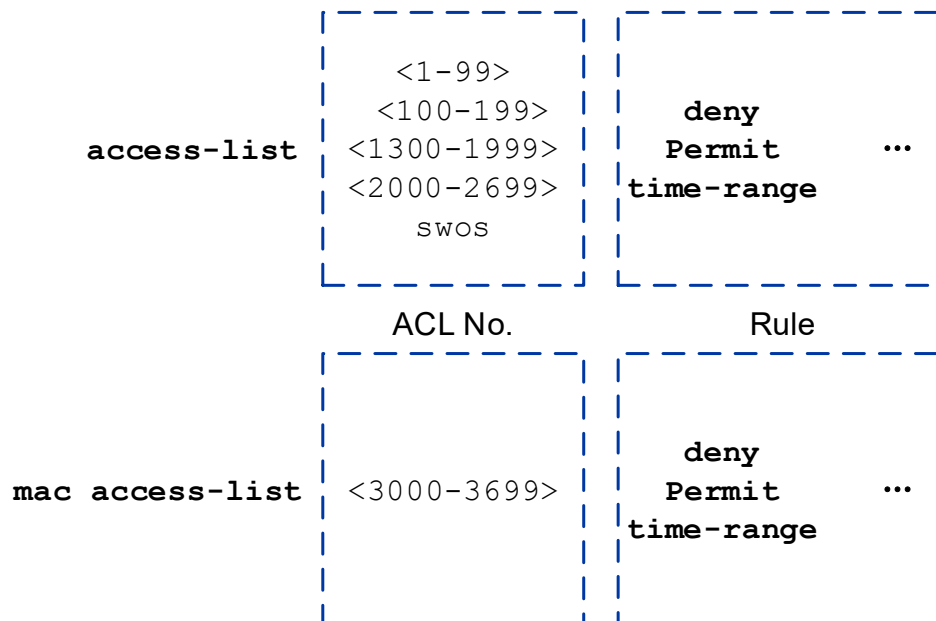 <1-99>
<100-199>
<1300-1999>
<2000-2699>
swos
access-list
deny
Permit
time-range
...
ACL No.
Rule
mac access-list
<3000-3699>
deny
Permit
time-range
...